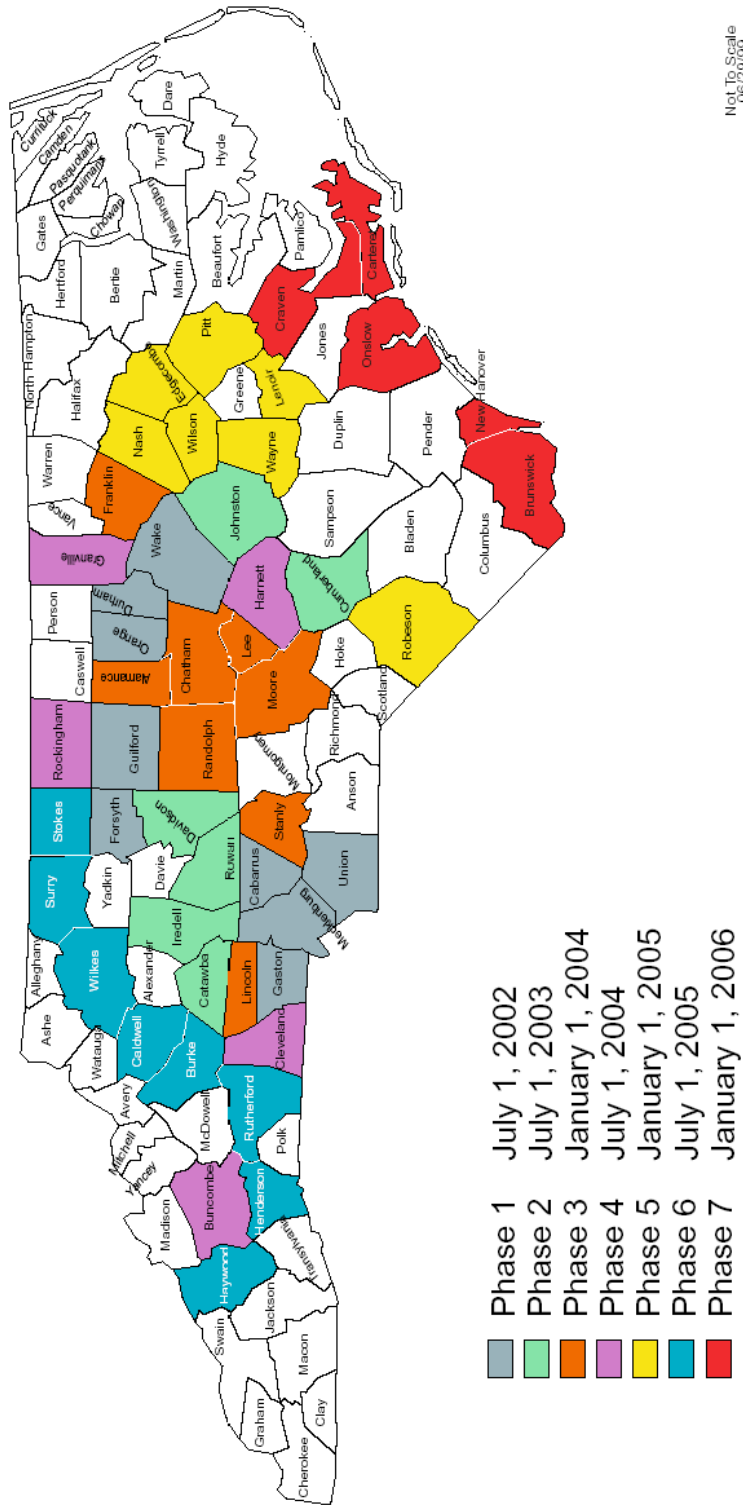 Cherokee
Graham
Clay
Swain
Macon
Jackson
Haywood
Transylvania
Madison
Buncombe
Henderson
Yancey
Mitchell
Avery
McDowell
Rutherford
Polk
Ashe
Watauga
Caldwell
Burke
Cleveland
Alleghany
Wilkes
Alexander
Catawba
Lincoln
Gaston
Surry
Yadkin
Iredell
Davie
Rowan
Cabarrus
Mecklenburg
Union
Stokes
Forsyth
Davidson
Stanly
Anson
Rockingham
Guilford
Randolph
Montgomery
Richmond
Caswell
Alamance
Chatham
Moore
Scotland
Hoke
Person
Orange
Durham
Lee
Harnett
Cumberland
Robeson
Granville
Wake
Johnston
Sampson
Bladen
Columbus
Vance
Warren
Franklin
Nash
Wilson
Wayne
Duplin
Pender
Brunswick
New Hanover
North Hampton
Halifax
Edgecombe
Pitt
Greene
Lenoir
Jones
Onslow
Hertford
Bertie
Martin
Beaufort
Craven
Pamlico
Carteret
Gates
Chowan
Perquimans
Pasquotank
Camden
Currituck
Washington
Tyrrell
Dare
Hyde
Phase 1 July 1, 2002
Phase 2 July 1, 2003
Phase 3 January 1, 2004
Phase 4 July 1, 2004
Phase 5 January 1, 2005
Phase 6 July 1, 2005
Phase 7 January 1, 2006
Not To Scale